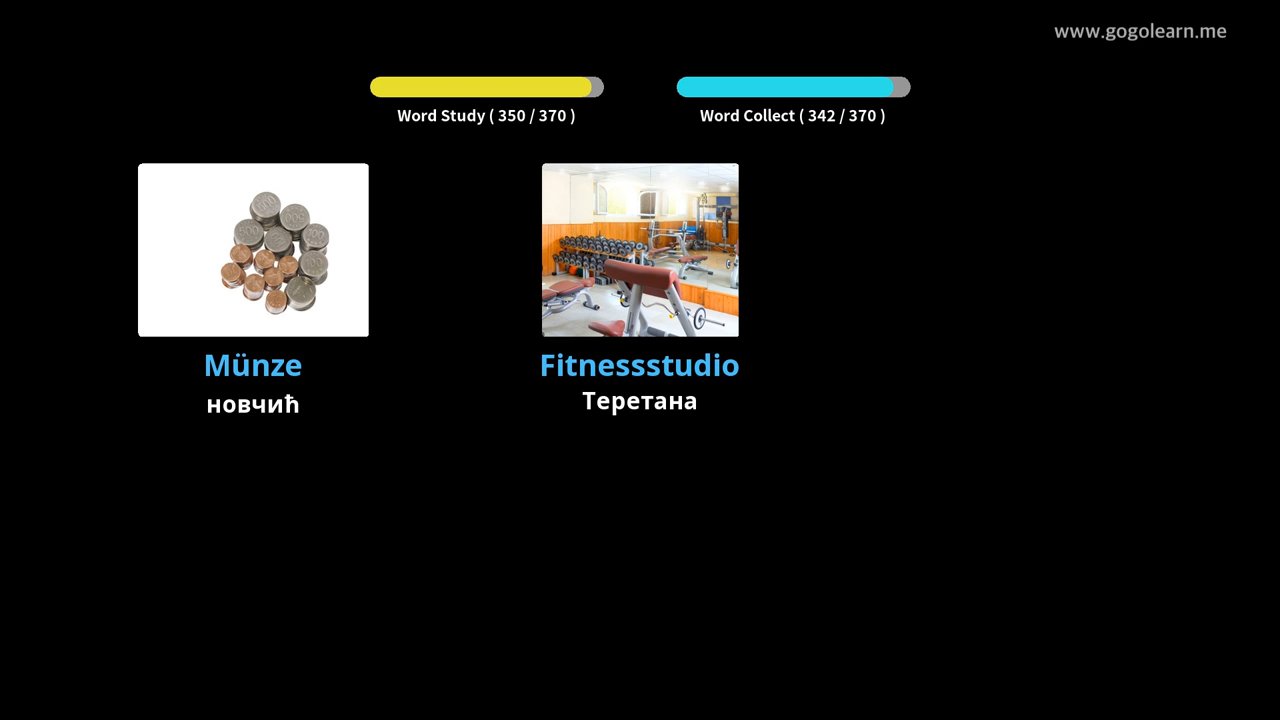 www.gogolearn.me
Word Study ( 350 / 370 )
Word Collect ( 342 / 370 )
Münze
новчић
Fitnessstudio
Теретана